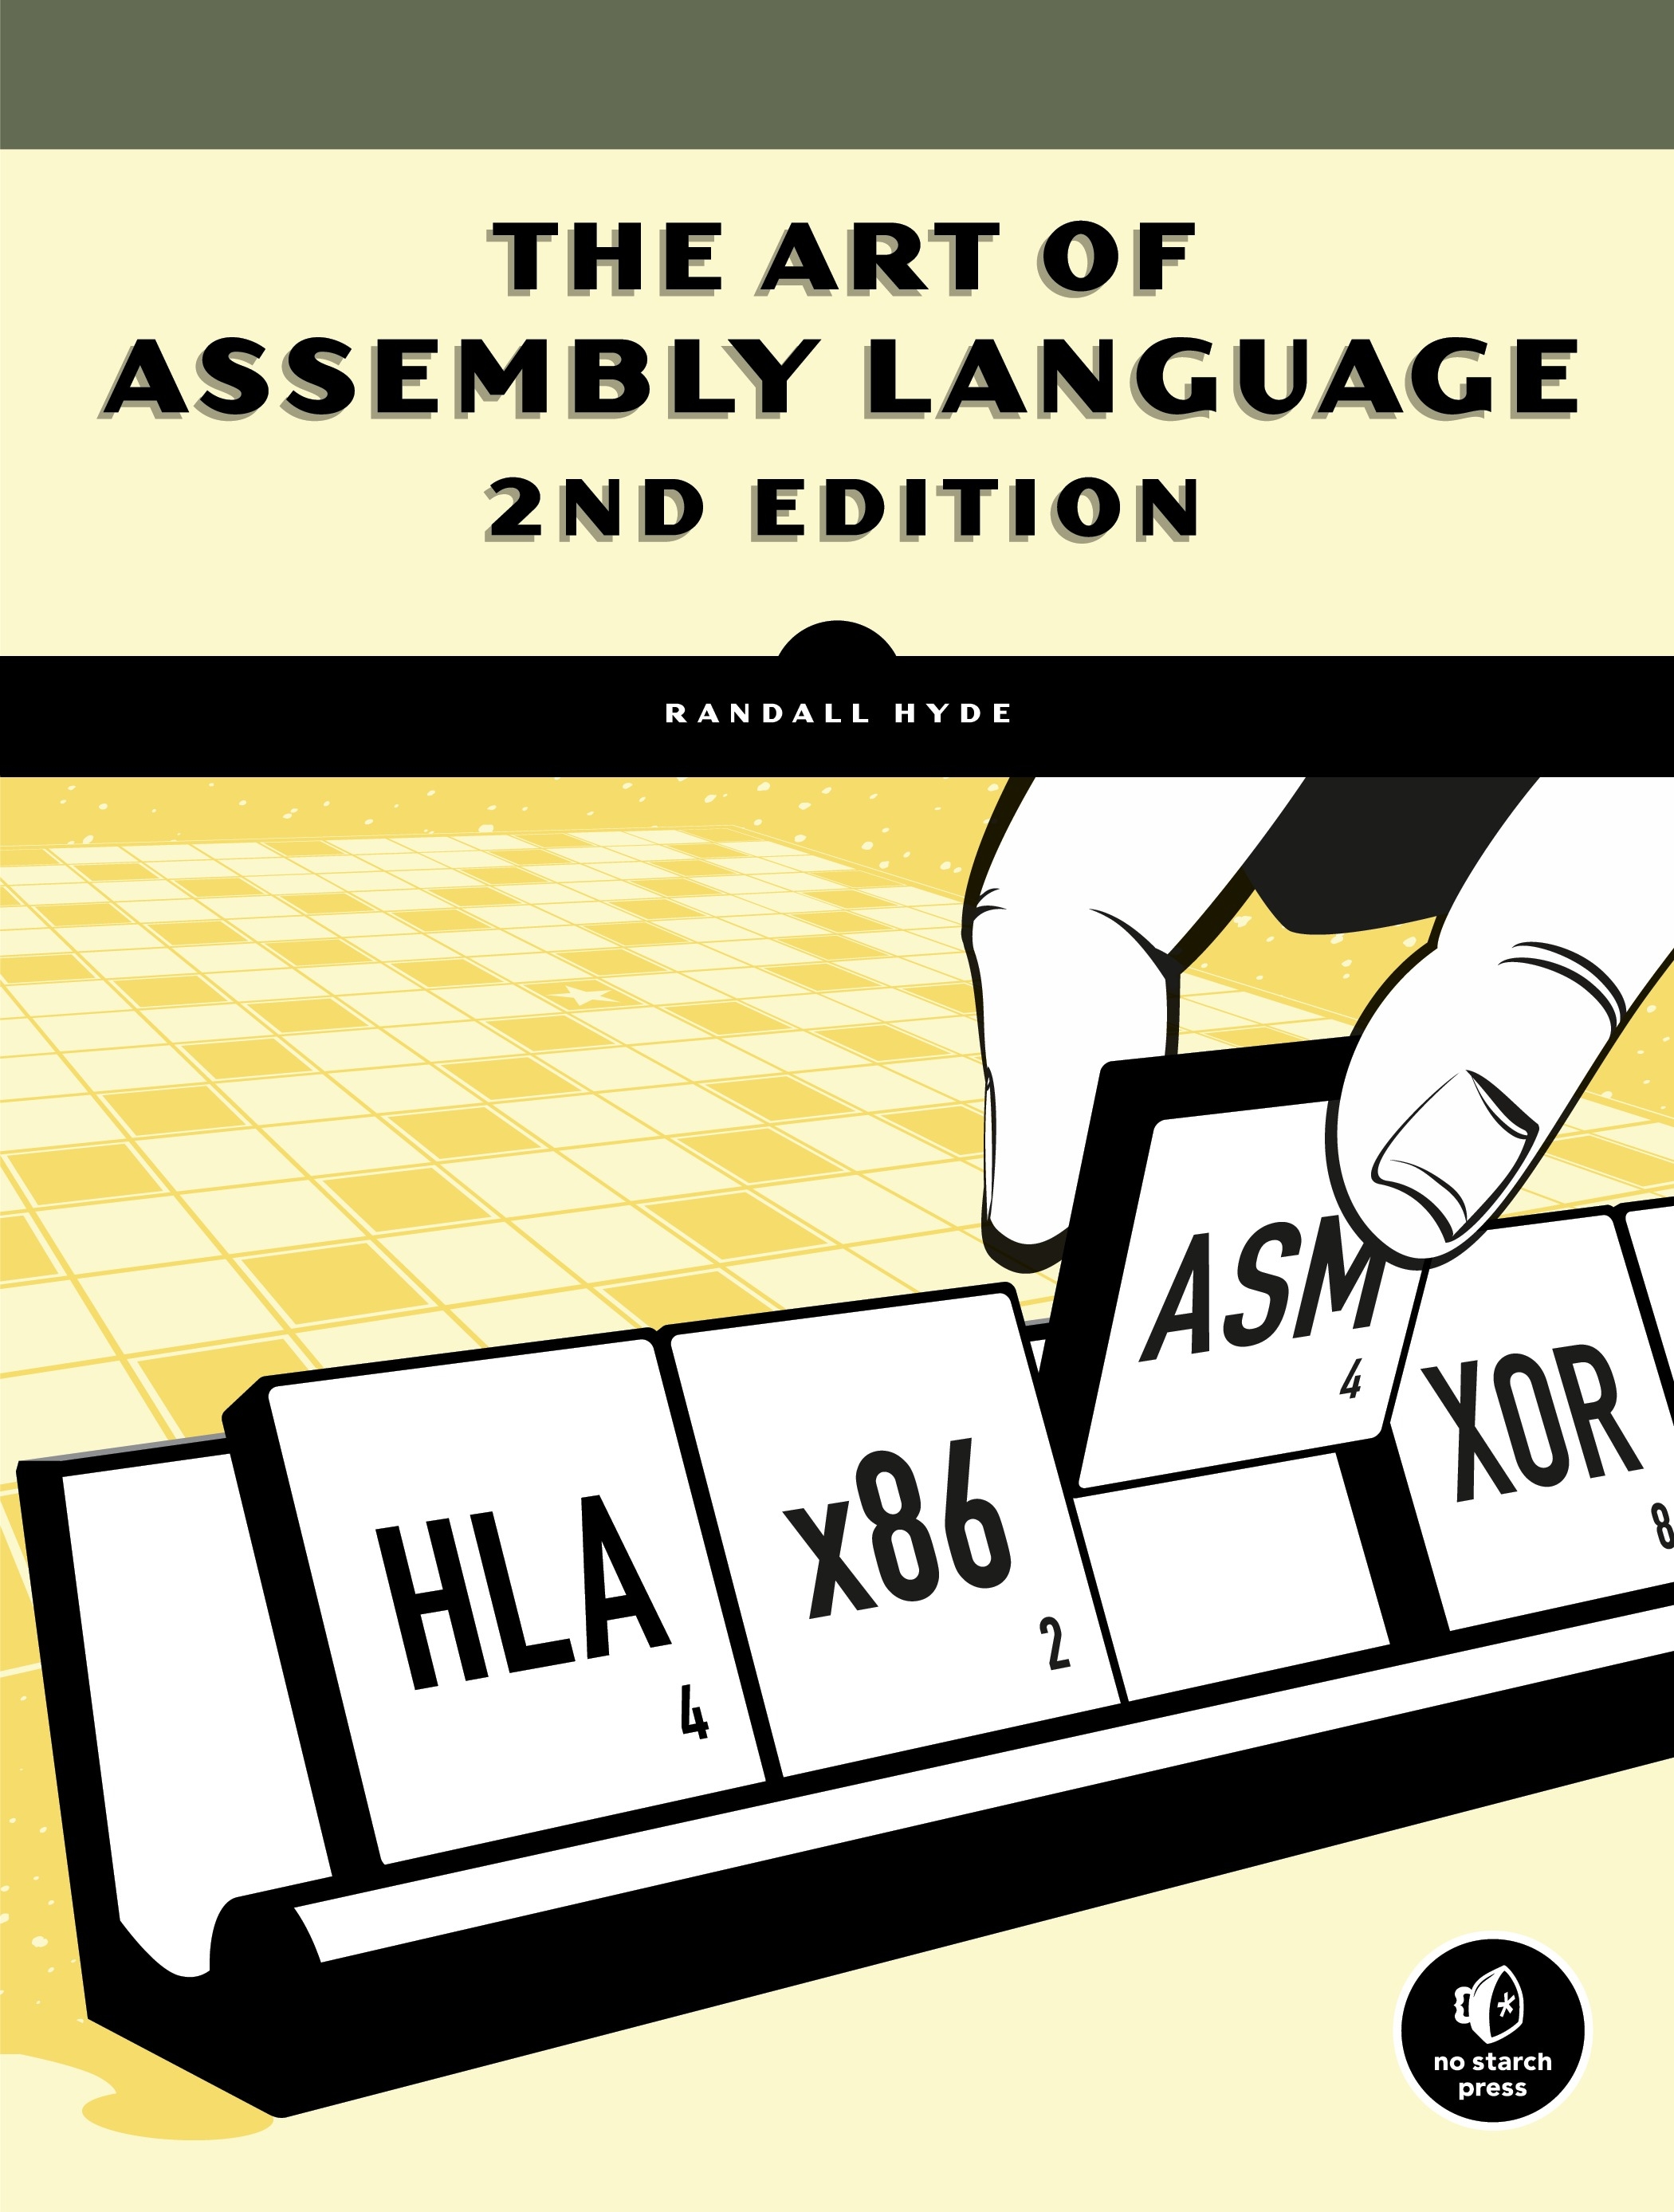 THE ART OF
ASSEMBLY LANGUAGE
2ND EDITION
RANDALL HYDE
ASM
4
XOR
8
x86
2
HLA
4
no starch
press